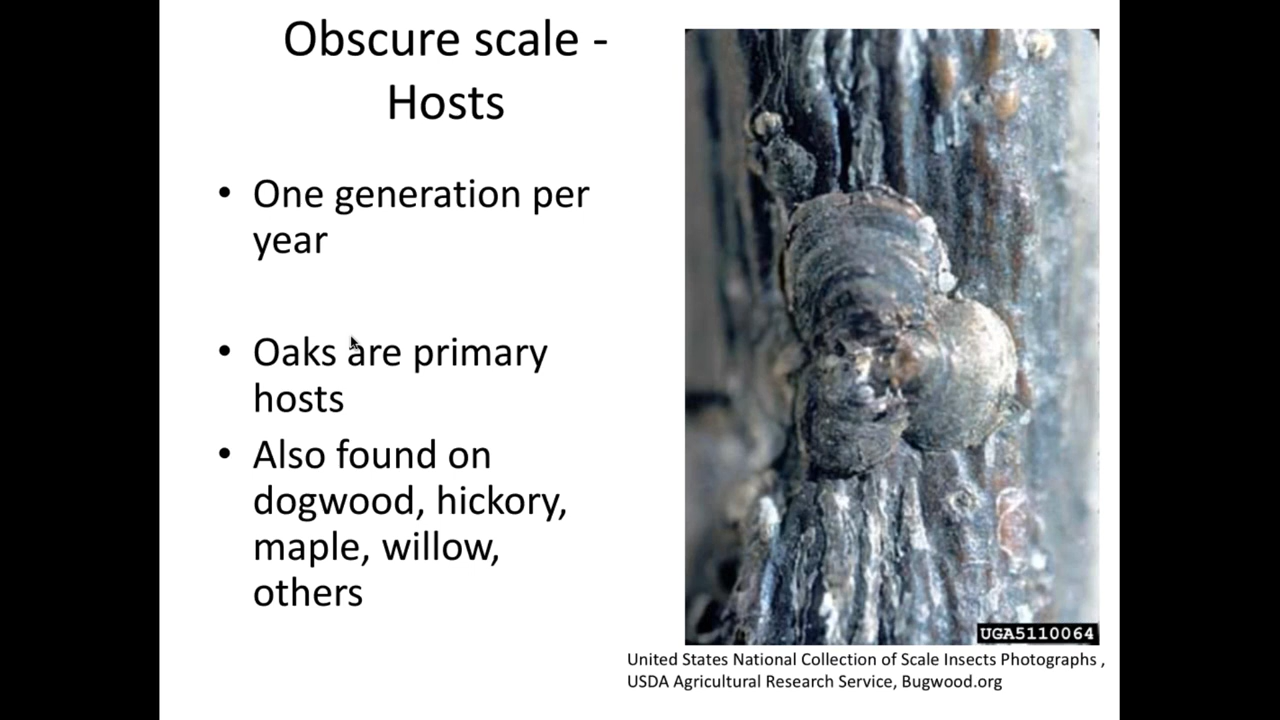 Obscure scale -
Hosts
• One generation per
year
• Oaks are primary
hosts
• Also found on
dogwood, hickory,
maple, willow,
others
UGA5110064
United States National Collection of Scale Insects Photographs ,
USDA Agricultural Research Service, Bugwood.org